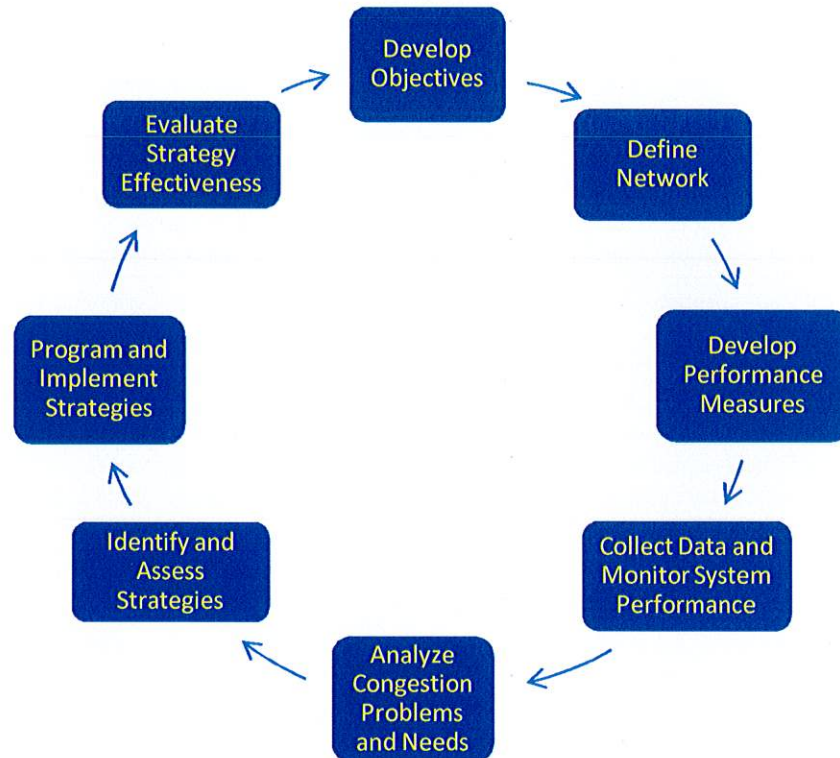 Develop
Objectives
Define
Network
Develop
Performance
Measures
Collect Data and
Monitor System
Performance
Analyze
Congestion
Problems
and Needs
Identify and
Assess
Strategies
Program and
Implement
Strategies
Evaluate
Strategy
Effectiveness